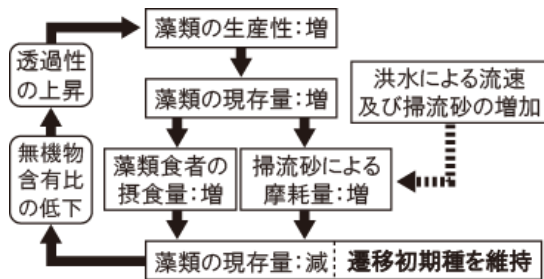 藻類の生産性:増
透過性
の上昇
藻類の現存量:増
洪水による流速
及び掃流砂の増加
無機物
含有比
の低下
藻類食者の
摂食量:増
掃流砂による
摩耗量:増
藻類の現存量:減
遷移初期種を維持